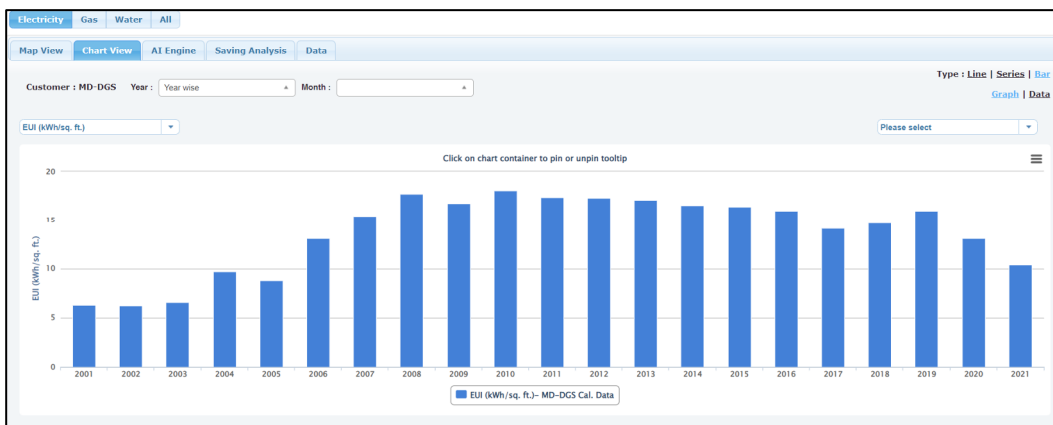 Electricity Gas Water All
Map View Chart View AI Engine Saving Analysis Data
Type : Line | Series | Bar
Customer : MD-DGS Year : Year wise Month :
Graph | Data
EUI (kWh/sq. ft.) Please select
Click on chart container to pin or unpin tooltip
20
15
10
5
0
EUI (kWh/sq. ft.)
2001 2002 2003 2004 2005 2006 2007 2008 2009 2010 2011 2012 2013 2014 2015 2016 2017 2018 2019 2020 2021
EUI (kWh/sq. ft.)- MD-DGS Cal. Data